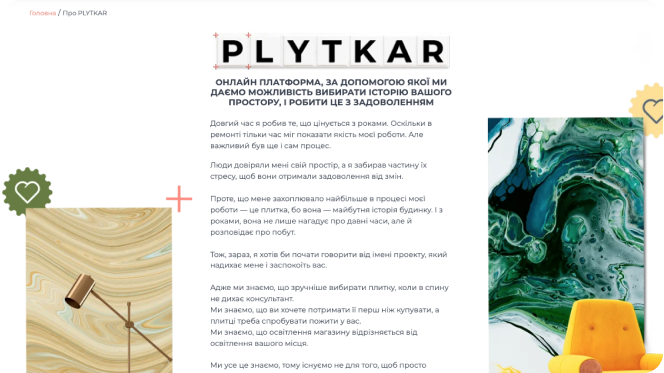 Головна / Про PLYTKAR
PLYTKAR
ОНЛАЙН ПЛАТФОРМА, ЗА ДОПОМОГОЮ ЯКОЇ МИ
ДАЄМО МОЖЛИВІСТЬ ВИБИРАТИ ІСТОРІЮ ВАШОГО
ПРОСТОРУ, І РОБИТИ ЦЕ З ЗАДОВОЛЕННЯМ
Довгий час я робив те, що цінується з роками. Оскільки в
ремонті тільки час міг показати якість моєї роботи. Але
важливий був ще і сам процес.
Люди довіряли мені свій простір, а я забирав частину їх
стресу, щоб вони отримали задоволення від змін.
Проте, що мене захоплювало найбільше в процесі моєї
роботи — це плитка, бо вона — майбутня історія будинку. І з
роками, вона не лише нагадує про давні часи, але й
розповідає про побут.
Тож, зараз, я хотів би почати говорити від імені проекту, який
надихає мене і заспокоїть вас.
Адже ми знаємо, що зручніше вибирати плитку, коли в спину
не дихає консультант.
Ми знаємо, що ви хочете потримати її перш ніж купувати, а
плитці треба спробувати пожити у вас.
Ми знаємо, що освітлення магазину відрізняється від
освітлення вашого місця.
Ми усе це знаємо, тому існуємо не для того, щоб просто